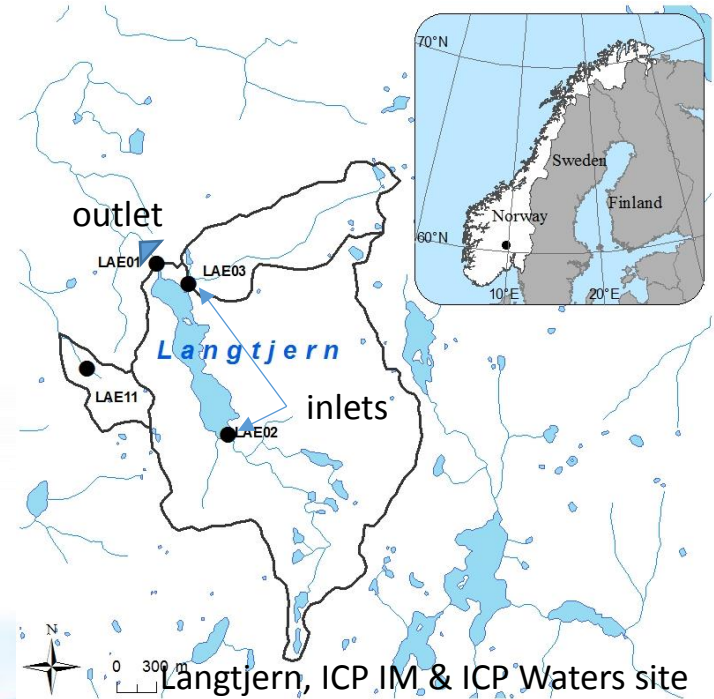 70°N
Sweden
Finland
Norway
60°N
10°E
20°E
outlet
LAE01
LAE03
Langtjern
LAE11
inlets
LAE02
N
0 300 m
Langtjern, ICP IM & ICP Waters site